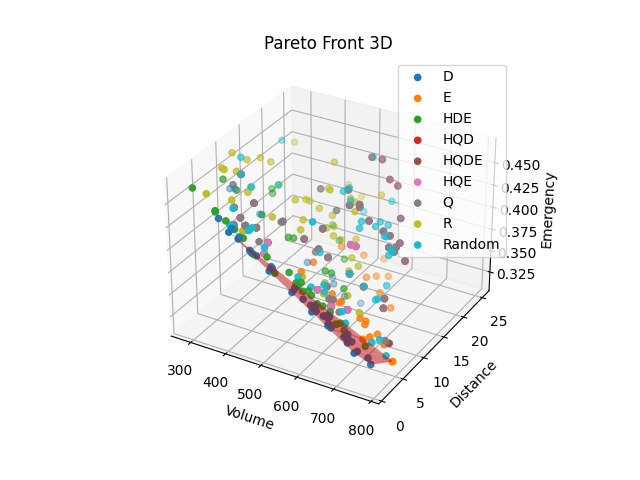 Pareto Front 3D
D
E
HDE
HQD
HQDE
HQE
Q
R
Random
0.450
0.425
0.400
0.375
0.350
0.325
Emergency
25
20
15
10
5
0
Distance
300
400
500
600
700
800
Volume